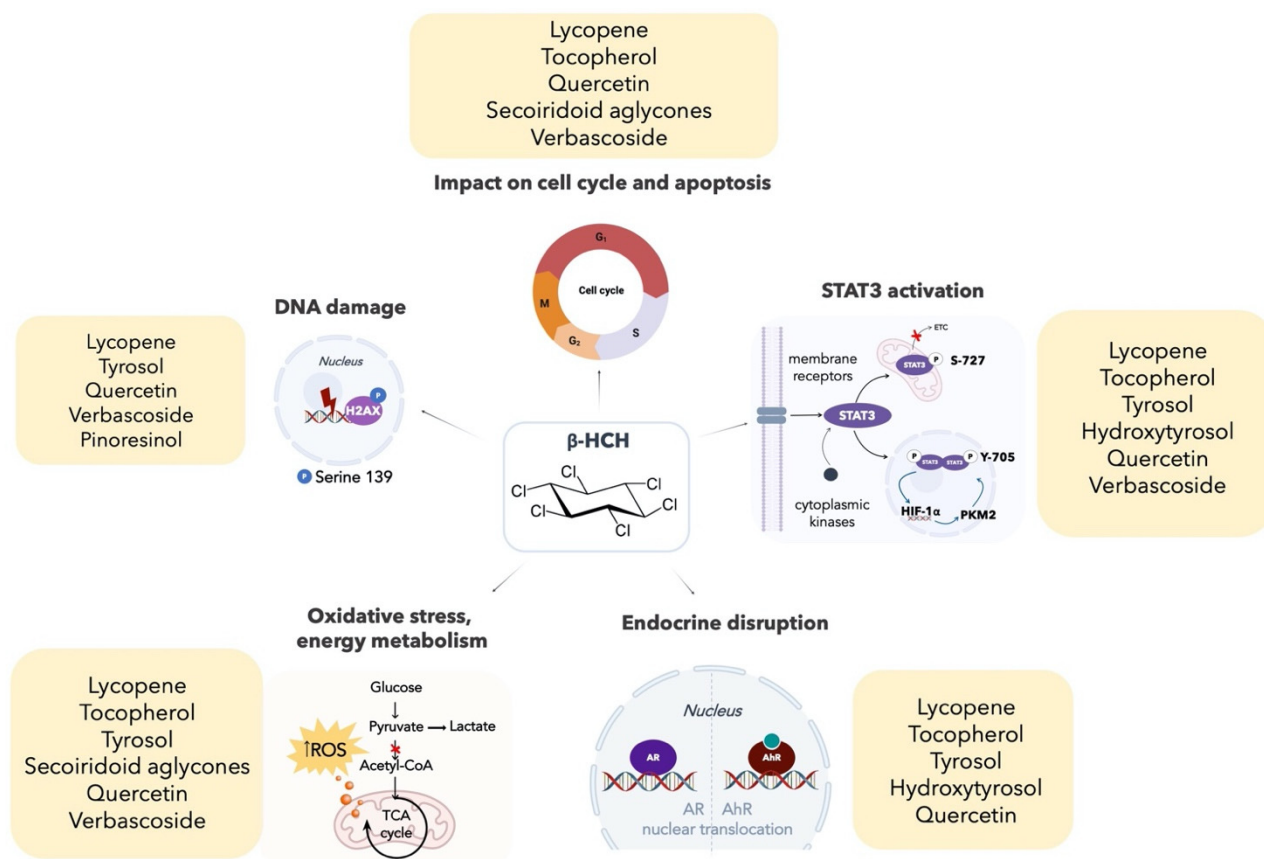 Lycopene
Tocopherol
Quercetin
Secoiridoid aglycones
Verbascoside
Impact on cell cycle and apoptosis
G1
M
Cell cycle
G2
S
DNA damage
Lycopene
Tyrosol
Quercetin
Verbascoside
Pinoresinol
Nucleus
P
H2AX
P Serine 139
STAT3 activation
membrane
receptors
ETC
STAT3
P
S-727
STAT3
P
STAT3
STAT3
P
Y-705
cytoplasmic
kinases
HIF-1α
PKM2
Lycopene
Tocopherol
Tyrosol
Hydroxytyrosol
Quercetin
Verbascoside
β-HCH
Cl
Cl
Cl
Cl
Cl
Cl
Oxidative stress,
energy metabolism
Lycopene
Tocopherol
Tyrosol
Secoiridoid aglycones
Quercetin
Verbascoside
Glucose
Pyruvate
Lactate
↑ROS
Acetyl-CoA
TCA
cycle
Endocrine disruption
Nucleus
AR
AhR
AR
AhR
nuclear translocation
Lycopene
Tocopherol
Tyrosol
Hydroxytyrosol
Quercetin